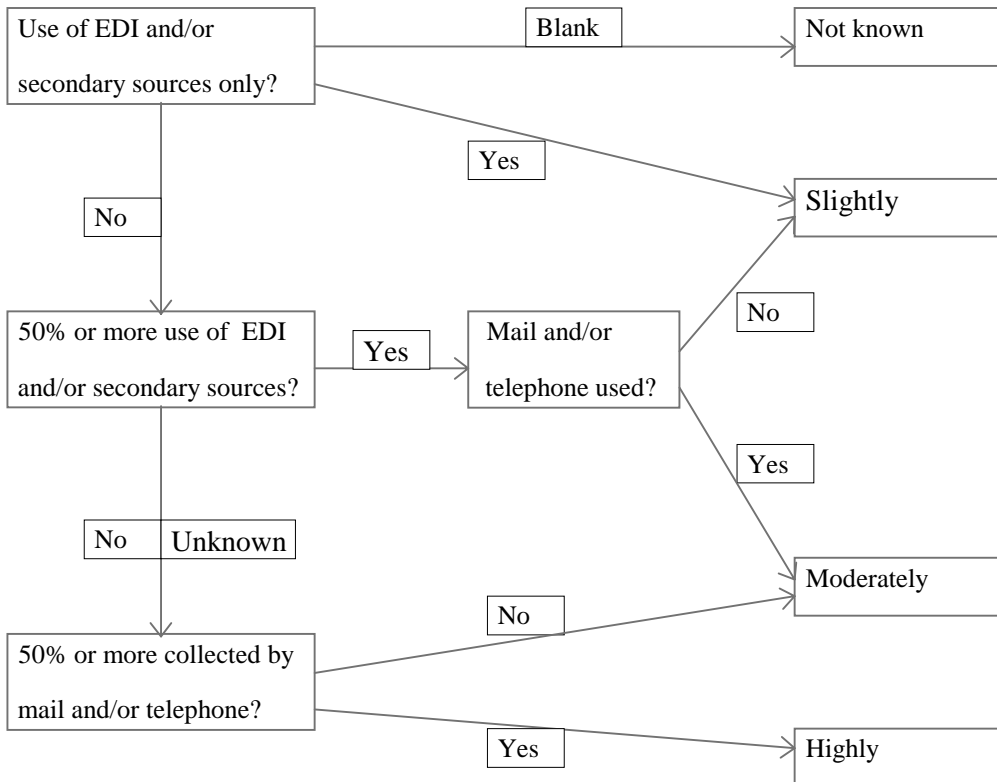 Use of EDI and/or
secondary sources only?
Blank
Not known
Yes
Slightly
No
50% or more use of  EDI
and/or secondary sources?
Yes
Mail and/or
telephone used?
No
Yes
No
Unknown
Moderately
50% or more collected by
mail and/or telephone?
No
Yes
Highly